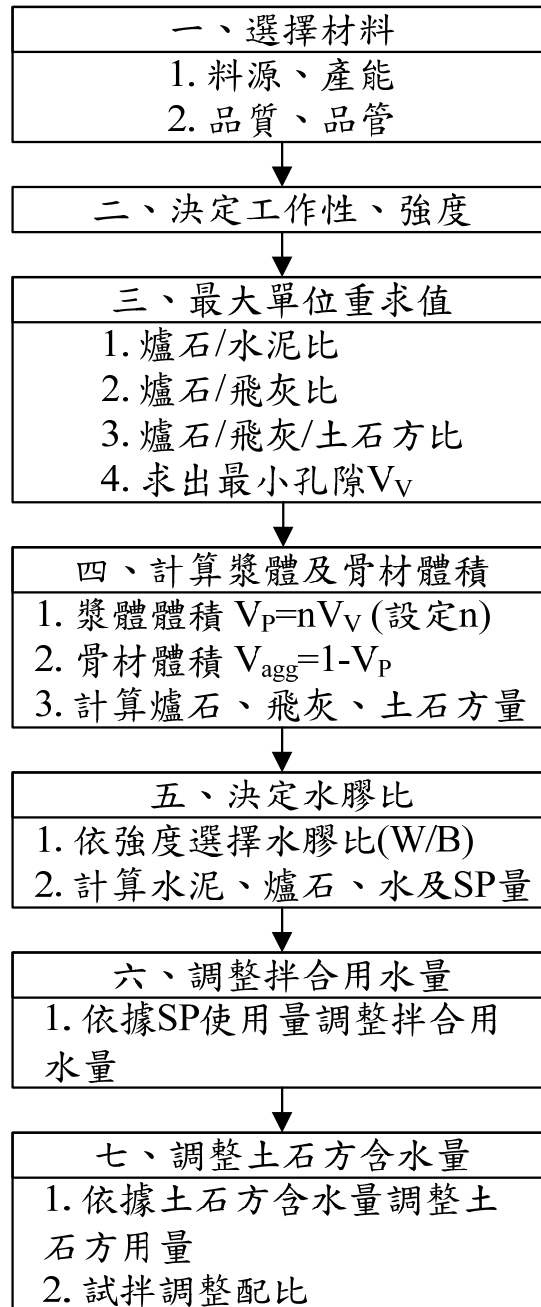 一、選擇材料
1. 料源、產能
2. 品質、品管
二、決定工作性、強度
三、最大單位重求值
1. 爐石/水泥比
2. 爐石/飛灰比
3. 爐石/飛灰/土石方比
4. 求出最小孔隙VV
四、計算漿體及骨材體積
1. 漿體體積 VP=nVV (設定n)
2. 骨材體積 Vagg=1-VP
3. 計算爐石、飛灰、土石方量
五、決定水膠比
1. 依強度選擇水膠比(W/B)
2. 計算水泥、爐石、水及SP量
六、調整拌合用水量
1. 依據SP使用量調整拌合用
水量
七、調整土石方含水量
1. 依據土石方含水量調整土
石方用量
2. 試拌調整配比